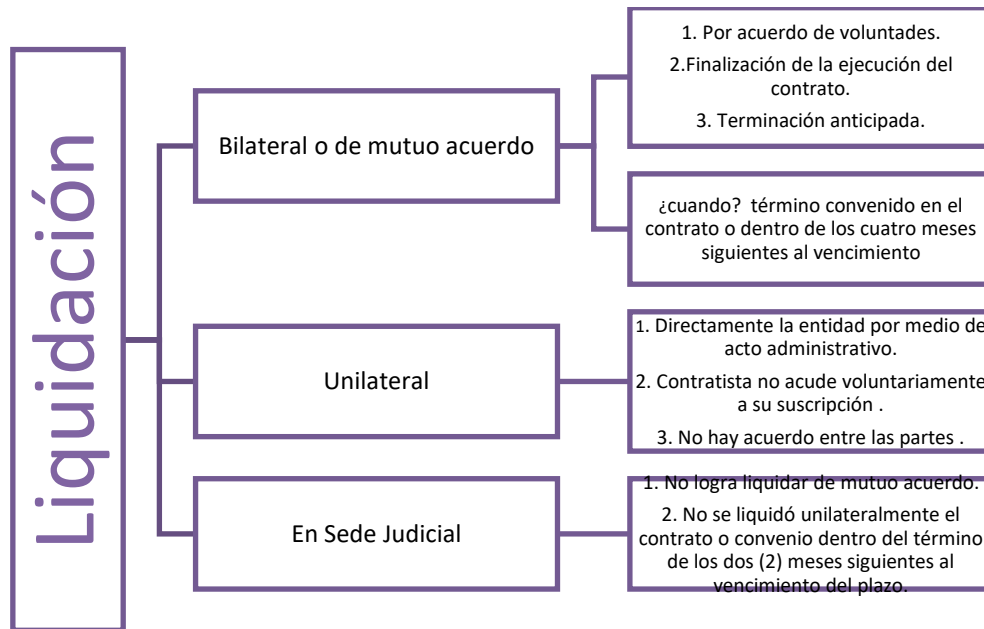 Liquidación
Bilateral o de mutuo acuerdo
1. Por acuerdo de voluntades.
2.Finalización de la ejecución del
contrato.
3. Terminación anticipada.
¿cuando?  término convenido en el
contrato o dentro de los cuatro meses
siguientes al vencimiento
Unilateral
1. Directamente la entidad por medio de
acto administrativo.
2. Contratista no acude voluntariamente
a su suscripción .
3. No hay acuerdo entre las partes .
En Sede Judicial
1. No logra liquidar de mutuo acuerdo.
2. No se liquidó unilateralmente el
contrato o convenio dentro del término
de los dos (2) meses siguientes al
vencimiento del plazo.